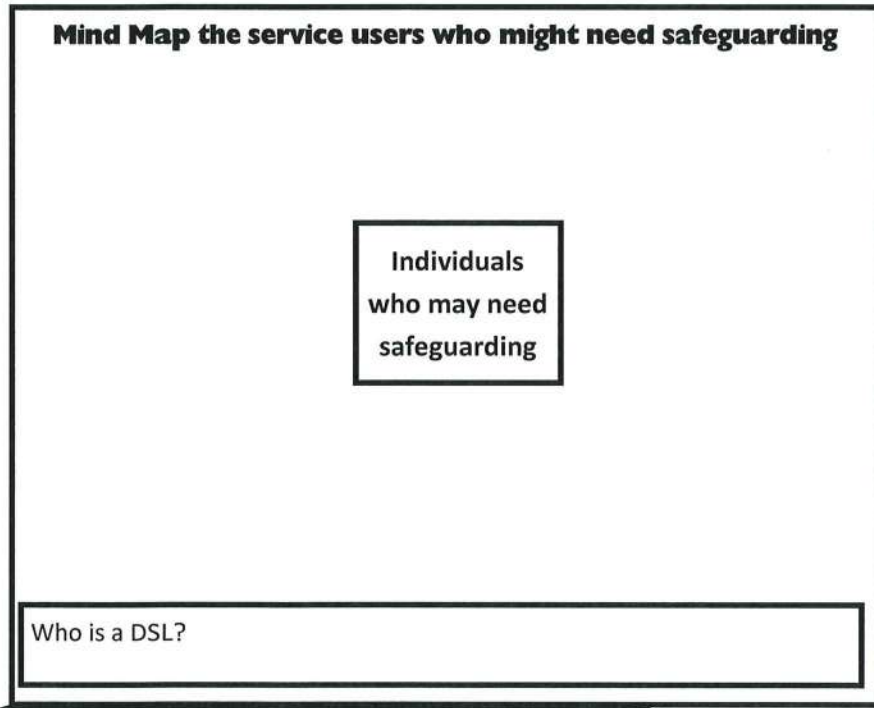 Mind Map the service users who might need safeguarding
Individuals
who may need
safeguarding
Who is a DSL?